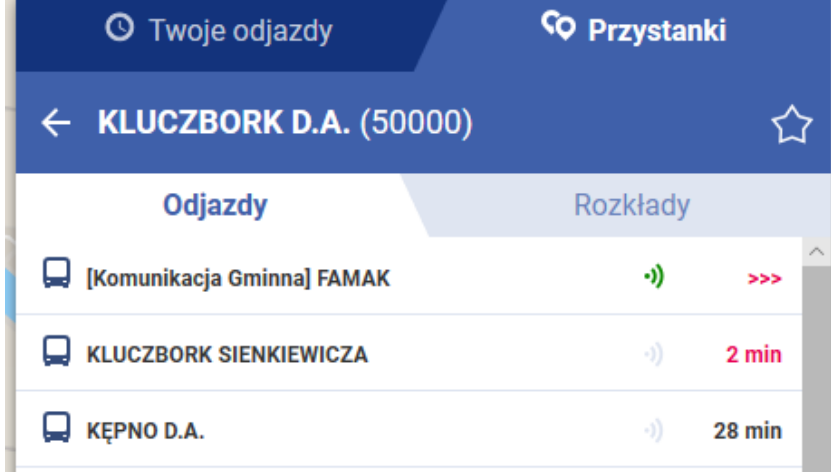 Twoje odjazdy
Przystanki
KLUCZBORK D.A. (50000)
Odjazdy
Rozkłady
[Komunikacja Gminna] FAMAK >>>
KLUCZBORK SIENKIEWICZA 2 min
KĘPNO D.A. 28 min